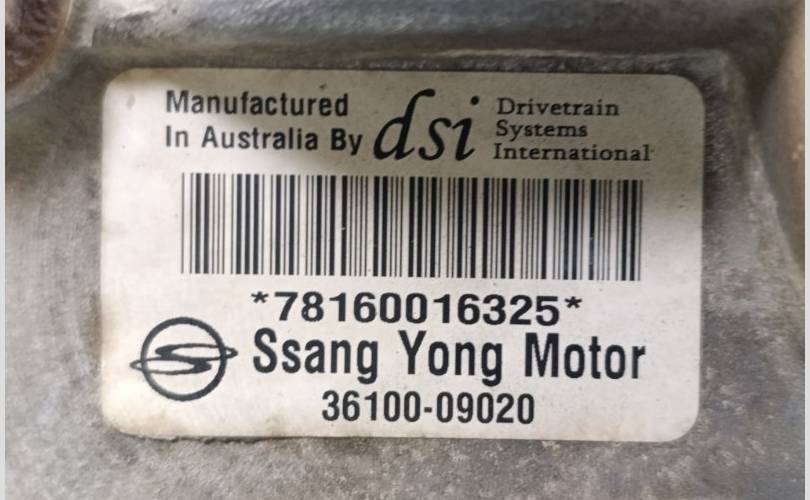 Manufactured
In Australia By
dsi
Drivetrain
Systems
International
*78160016325*
Ssang Yong Motor
36100-09020